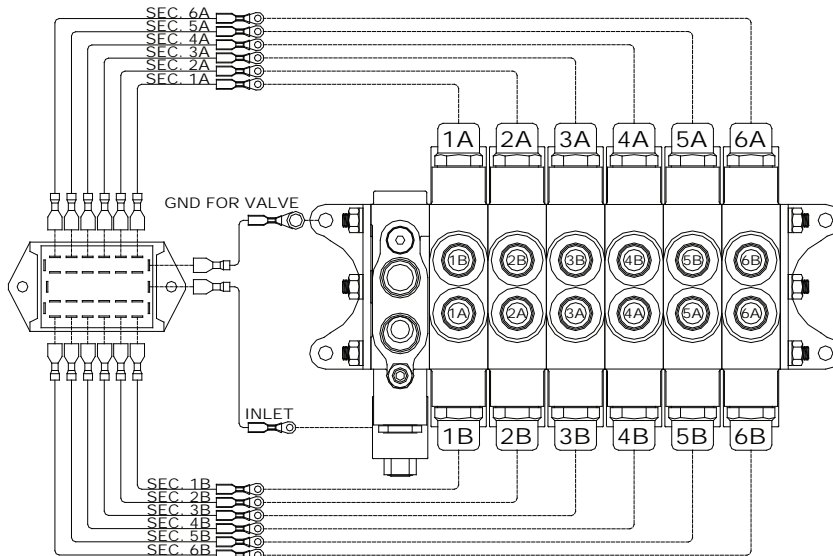 SEC. 6A
SEC. 5A
SEC. 4A
SEC. 3A
SEC. 2A
SEC. 1A
1A 2A 3A 4A 5A 6A
GND FOR VALVE
1B 2B 3B 4B 5B 6B
1A 2A 3A 4A 5A 6A
INLET
1B 2B 3B 4B 5B 6B
SEC. 1B
SEC. 2B
SEC. 3B
SEC. 4B
SEC. 5B
SEC. 6B